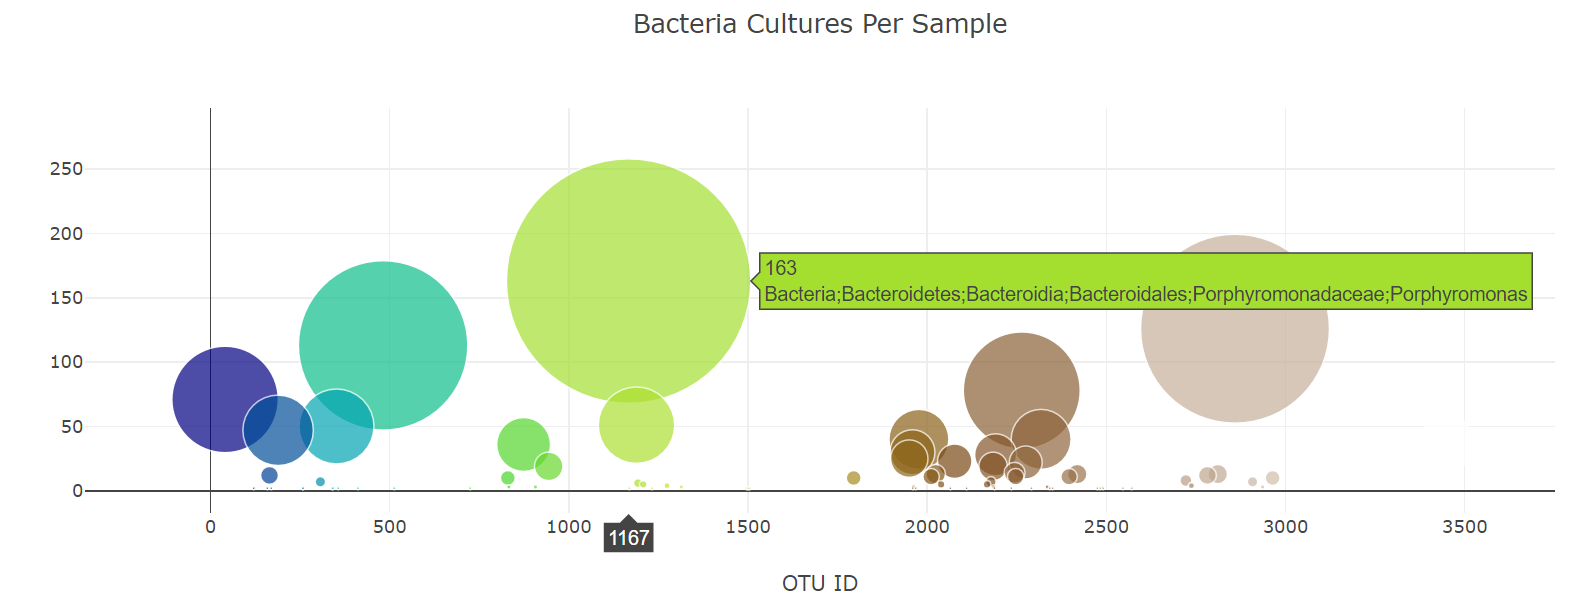 Bacteria Cultures Per Sample
250
200
150
100
50
0
163
Bacteria;Bacteroidetes;Bacteroidia;Bacteroidales;Porphyromonadaceae;Porphyromonas
0 500 1000 1500 2000 2500 3000 3500
1167
OTU ID